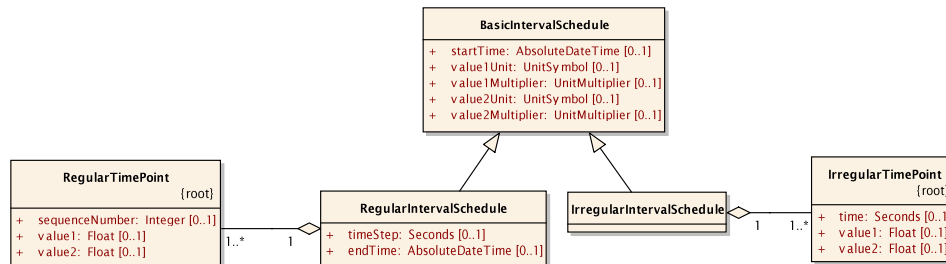 BasicIntervalSchedule
+ startTime: AbsoluteDateTime [0..1]
+ value1Unit: UnitSymbol [0..1]
+ value1Multiplier: UnitMultiplier [0..1]
+ value2Unit: UnitSymbol [0..1]
+ value2Multiplier: UnitMultiplier [0..1]
RegularTimePoint
{root}
+ sequenceNumber: Integer [0..1]
+ value1: Float [0..1]
+ value2: Float [0..1]
1..*
1
RegularIntervalSchedule
+ timeStep: Seconds [0..1]
+ endTime: AbsoluteDateTime [0..1]
IrregularIntervalSchedule
1
1..*
IrregularTimePoint
{root}
+ time: Seconds [0..1]
+ value1: Float [0..1]
+ value2: Float [0..1]